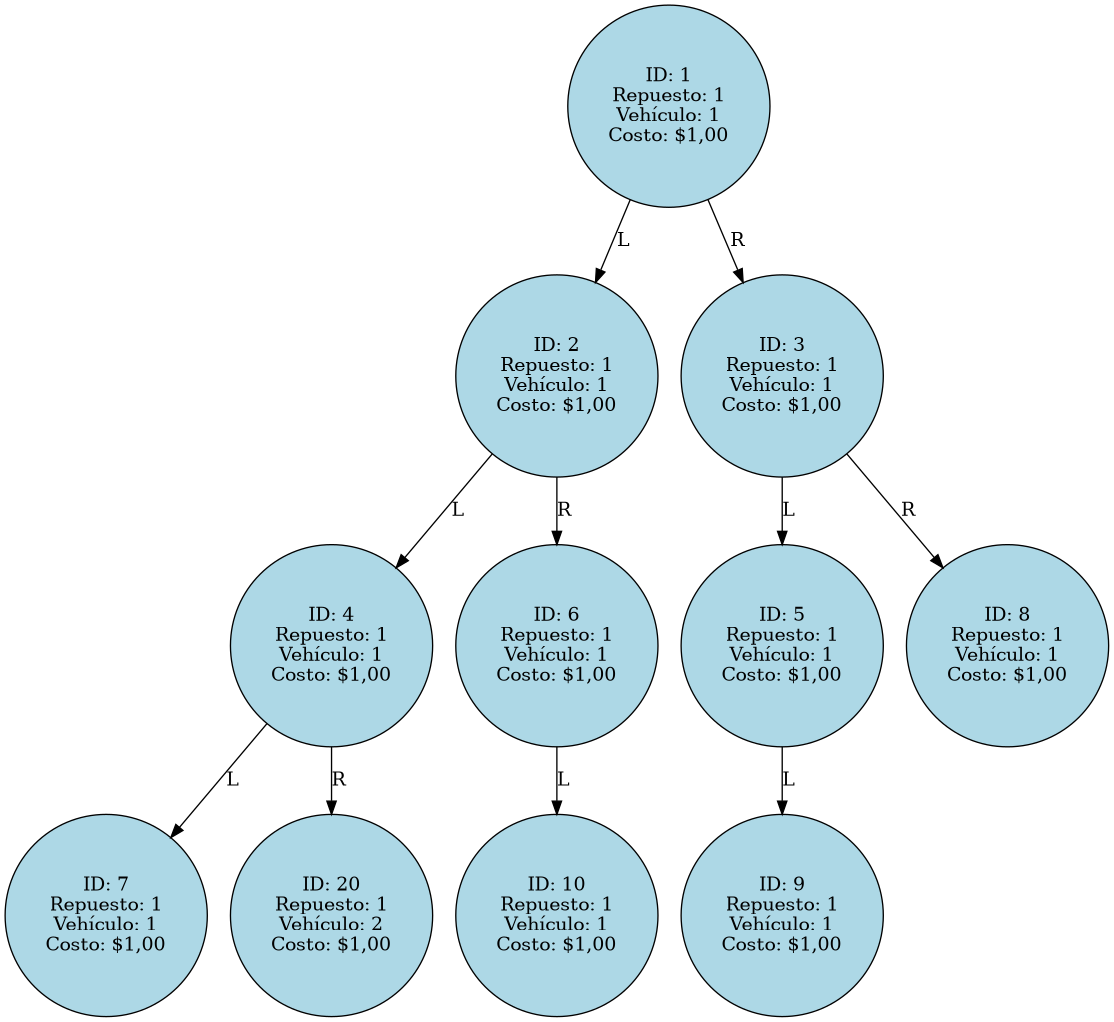 ID: 1
Repuesto: 1
Vehículo: 1
Costo: $1,00
L
R
ID: 2
Repuesto: 1
Vehículo: 1
Costo: $1,00
ID: 3
Repuesto: 1
Vehículo: 1
Costo: $1,00
L
R
L
R
ID: 4
Repuesto: 1
Vehículo: 1
Costo: $1,00
ID: 6
Repuesto: 1
Vehículo: 1
Costo: $1,00
ID: 5
Repuesto: 1
Vehículo: 1
Costo: $1,00
ID: 8
Repuesto: 1
Vehículo: 1
Costo: $1,00
L
R
L
L
ID: 7
Repuesto: 1
Vehículo: 1
Costo: $1,00
ID: 20
Repuesto: 1
Vehículo: 2
Costo: $1,00
ID: 10
Repuesto: 1
Vehículo: 1
Costo: $1,00
ID: 9
Repuesto: 1
Vehículo: 1
Costo: $1,00